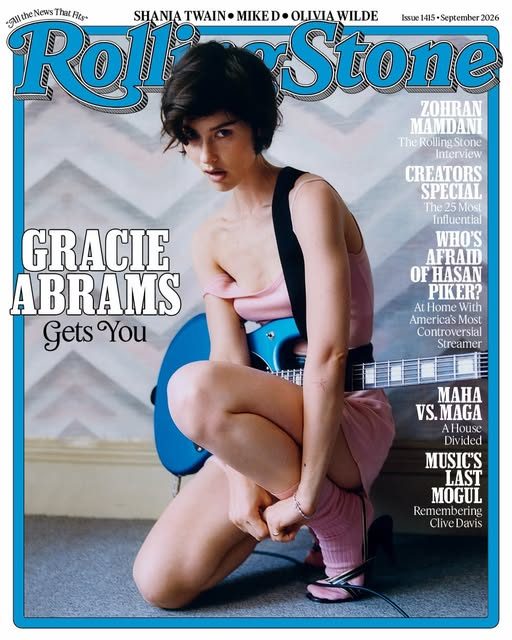 "All the News That Fits"
SHANIA TWAIN • MIKE D • OLIVIA WILDE
Issue 1415 • September 2026
Rolling Stone
ZOHRAN
MAMDANI
The Rolling Stone
Interview
CREATORS
SPECIAL
The 25 Most
Influential
WHO'S
AFRAID
OF HASAN
PIKER?
At Home With
America's Most
Controversial
Streamer
MAHA
VS. MAGA
A House
Divided
MUSIC'S
LAST
MOGUL
Remembering
Clive Davis
GRACIE
ABRAMS
Gets You